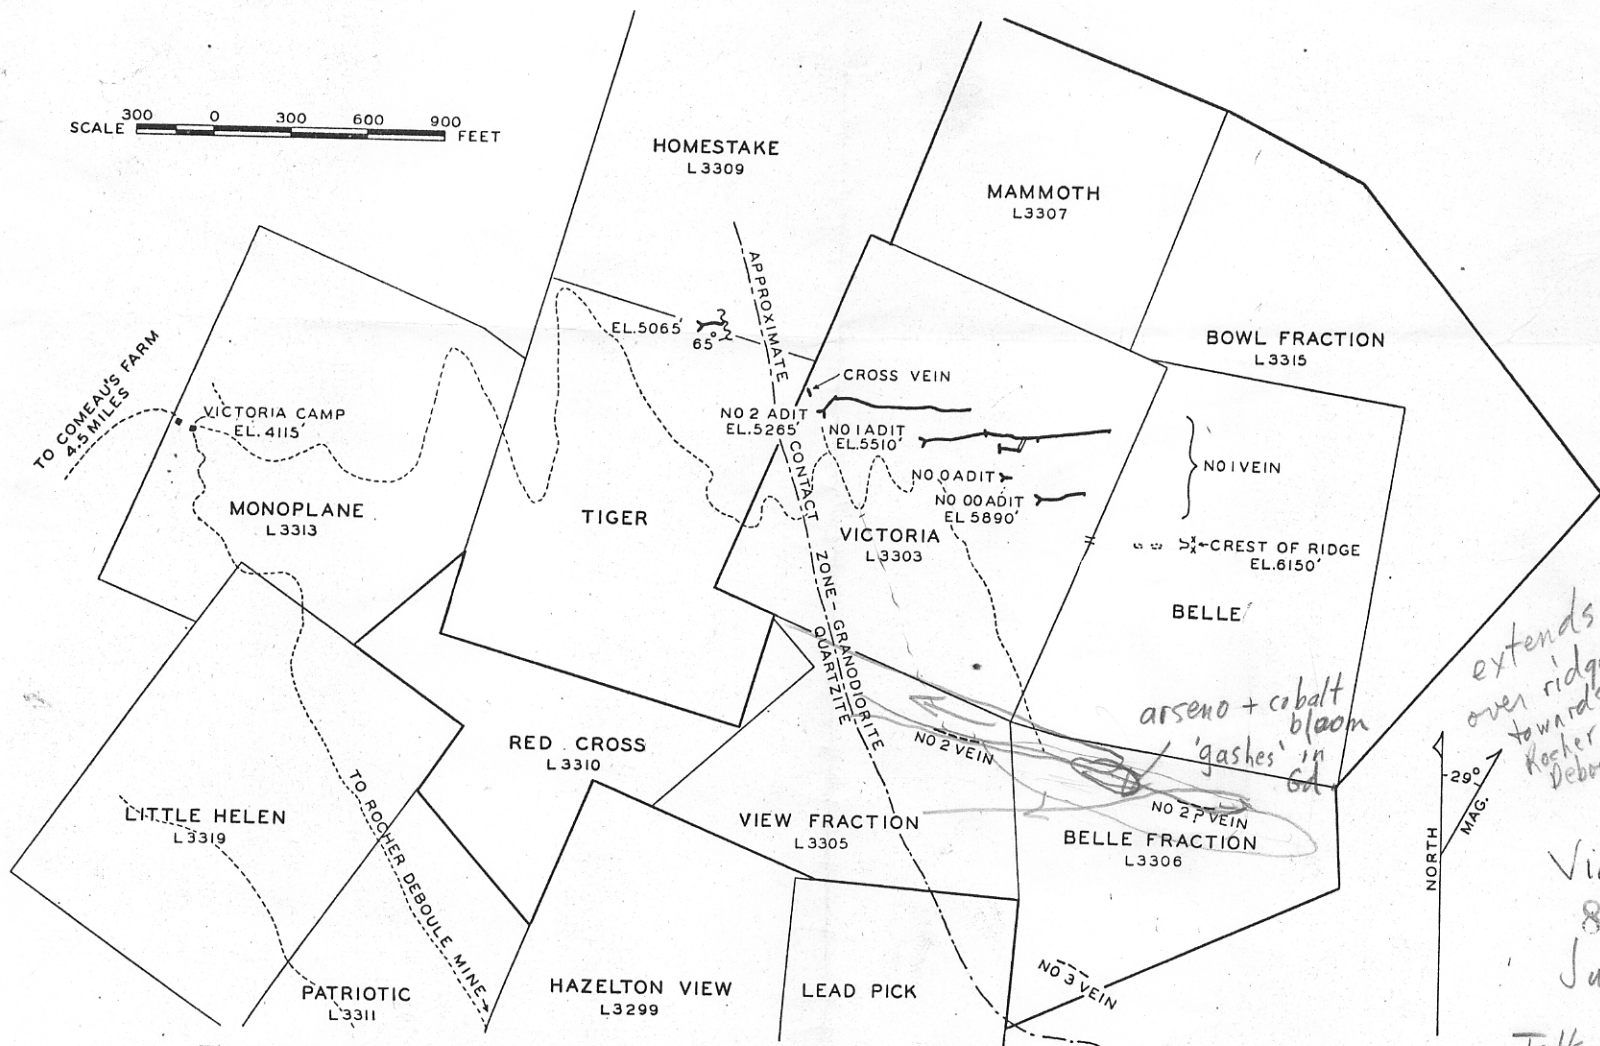 300 0 300 600 900
SCALE FEET
HOMESTAKE
L3309
MAMMOTH
L3307
BOWL FRACTION
L3315
APPROXIMATE CONTACT ZONE - GRANODIORITE
QUARTZITE
EL.5065'
65°
CROSS VEIN
TO COMEAU'S FARM
4.5 MILES
VICTORIA CAMP
EL. 4115'
NO 2 ADIT
EL.5265'
NO 1 ADIT
EL.5510'
NO 0 ADIT
NO 00 ADIT
EL 5890'
NO 1 VEIN
MONOPLANE
L3313
TIGER
VICTORIA
L3303
CREST OF RIDGE
EL.6150'
BELLE
extends
over ridge
towards
Rocher
Debo
arseno + cobalt
bloom
'gashes' in
Gd
RED CROSS
L3310
NO 2 VEIN
NO 2? VEIN
LITTLE HELEN
L3319
TO ROCHER DEBOULE MINE
VIEW FRACTION
L3305
BELLE FRACTION
L3306
29°
MAG.
NORTH
PATRIOTIC
L3311
HAZELTON VIEW
L3299
LEAD PICK
NO 3 VEIN